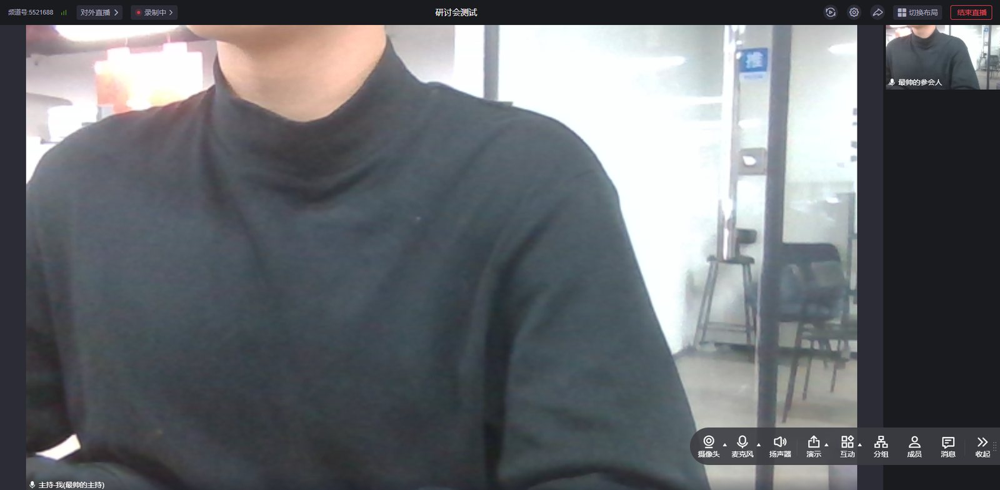 频道号:5521688
对外直播
录制中
研讨会测试
切换布局
结束直播
推
最帅的参会人
摄像头
麦克风
扬声器
演示
互动
分组
成员
消息
收起
主持-我(最帅的主持)